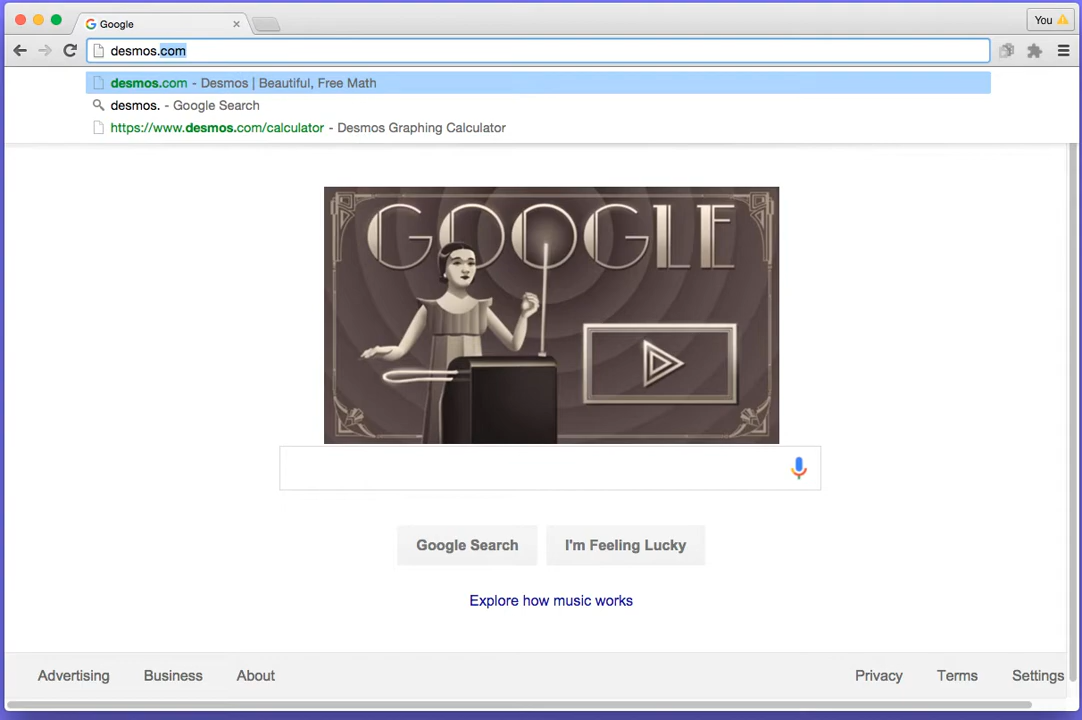 Google
You
desmos.com
desmos.com - Desmos | Beautiful, Free Math
desmos. - Google Search
https://www.desmos.com/calculator - Desmos Graphing Calculator
GOOGLE
Google Search
I'm Feeling Lucky
Explore how music works
Advertising
Business
About
Privacy
Terms
Settings